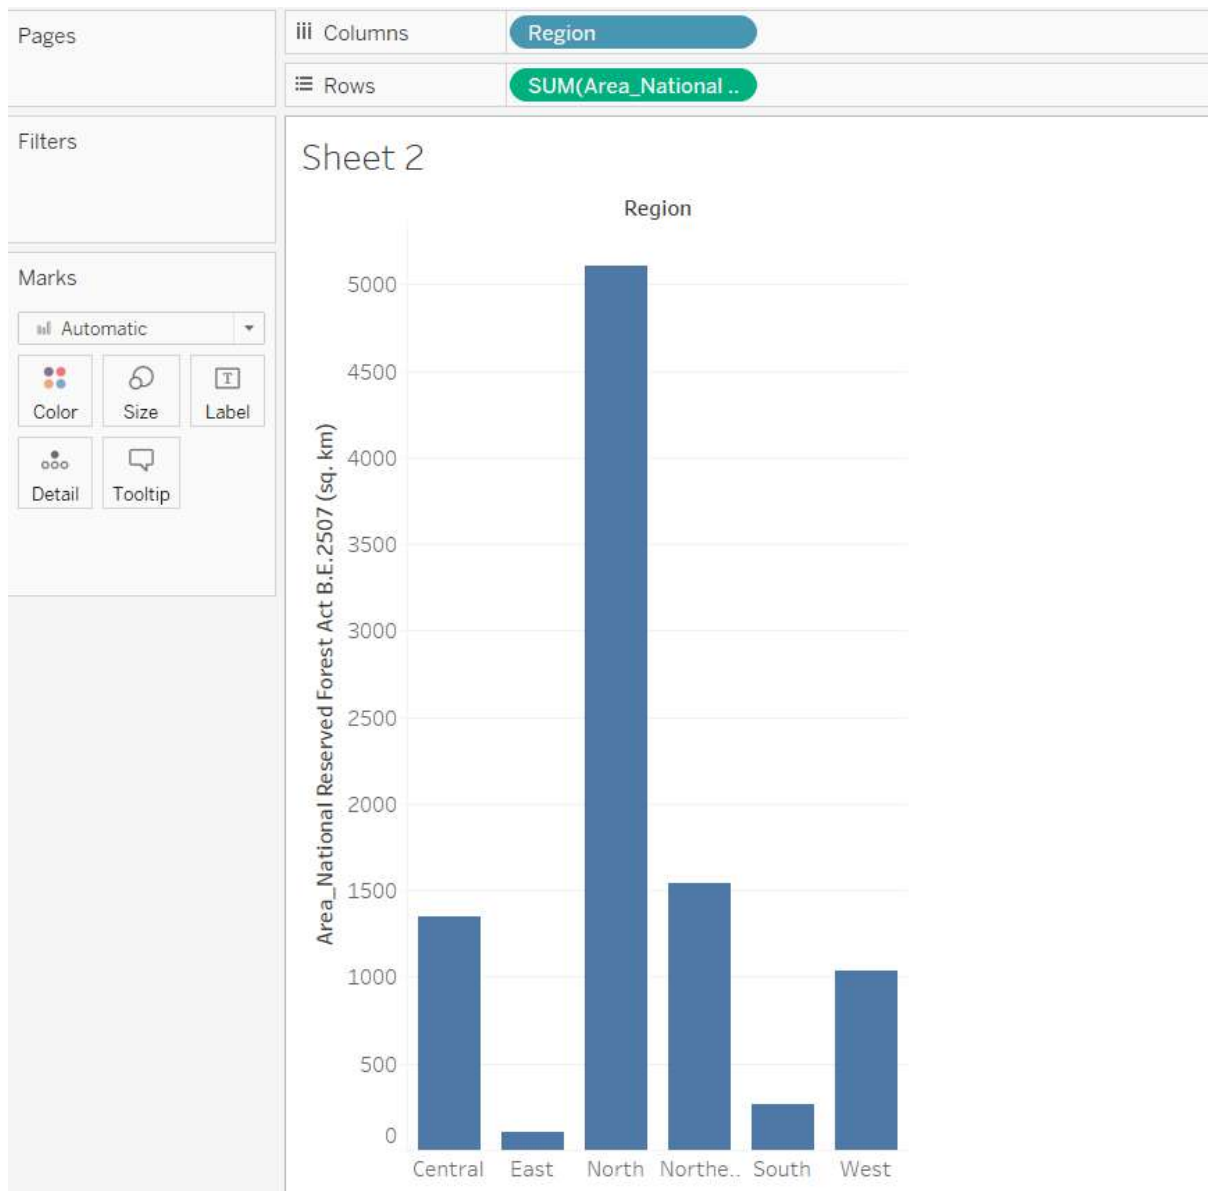 Pages
Columns
Region
Rows
SUM(Area_National ..
Filters
Sheet 2
Region
Marks
Automatic
Color
Size
T
Label
Detail
Tooltip
Area_National Reserved Forest Act B.E.2507 (sq. km)
5000
4500
4000
3500
3000
2500
2000
1500
1000
500
0
Central East North Northe.. South West